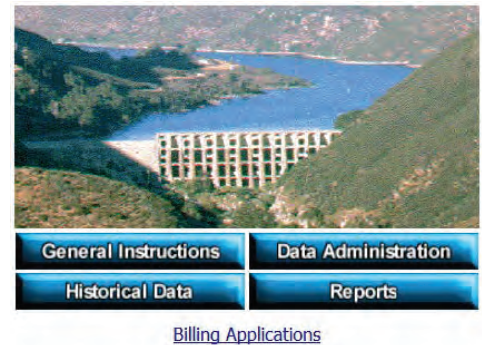 General Instructions Data Administration
Historical Data Reports
Billing Applications